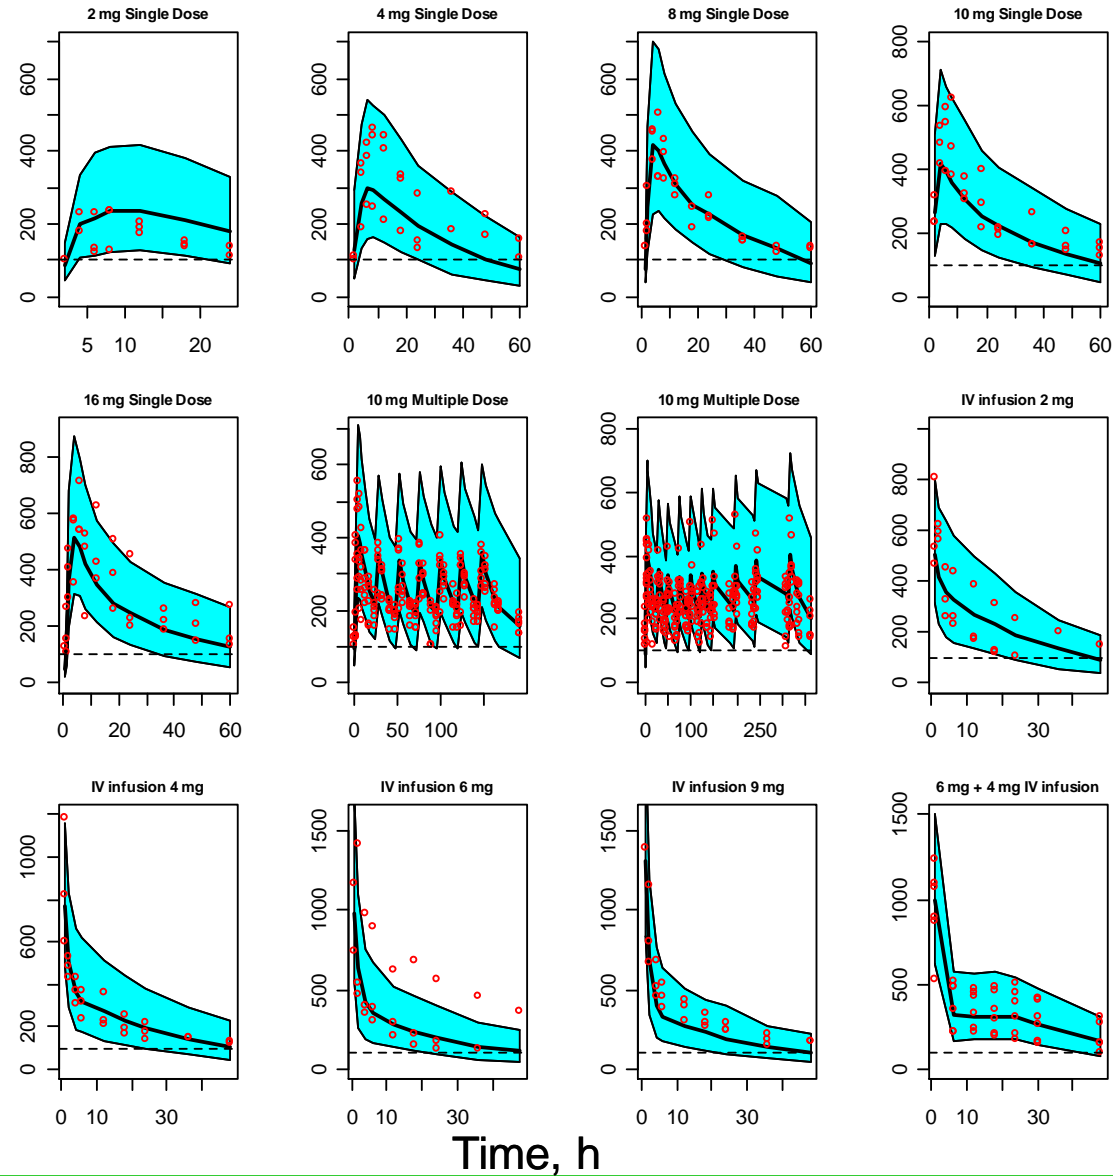 2 mg Single Dose
0 200 400 600
5 10 20
4 mg Single Dose
0 200 400 600
0 20 40 60
8 mg Single Dose
0 200 400 600
0 20 40 60
10 mg Single Dose
0 200 400 600 800
0 20 40 60
16 mg Single Dose
0 200 400 600 800
0 20 40 60
10 mg Multiple Dose
0 200 400 600
0 50 100
10 mg Multiple Dose
0 200 400 600 800
0 100 250
IV infusion 2 mg
0 200 400 600 800
0 10 30
IV infusion 4 mg
0 200 600 1000
0 10 30
IV infusion 6 mg
0 500 1000 1500
0 10 30
IV infusion 9 mg
0 500 1000 1500
0 10 30
6 mg + 4 mg IV infusion
0 500 1000 1500
0 10 30
Time, h